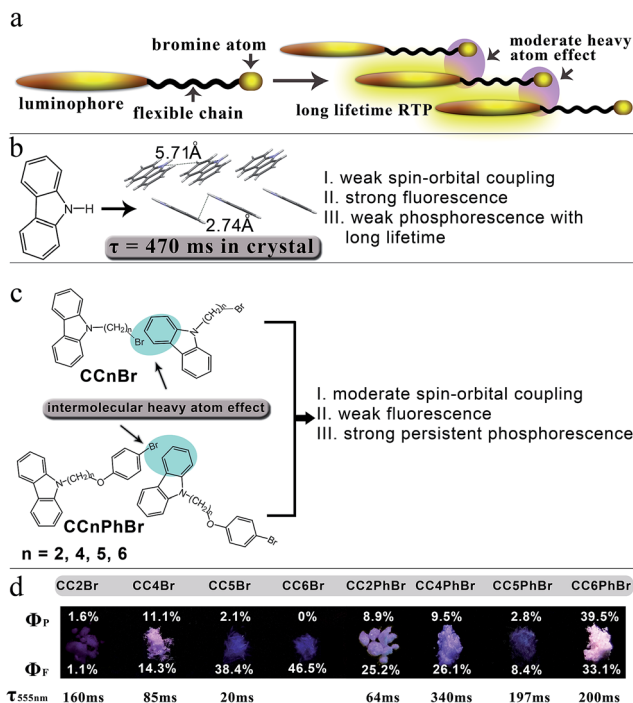 a
bromine atom
luminophore
flexible chain
moderate heavy
atom effect
long lifetime RTP
b
N—H
5.71Å
2.74Å
τ = 470 ms in crystal
I. weak spin-orbital coupling
II. strong fluorescence
III. weak phosphorescence with
long lifetime
c
N—(CH₂)n
Br
N—(CH₂)n
Br
CCnBr
intermolecular heavy atom effect
N—(CH₂)n
O
Br
N—(CH₂)n
O
Br
CCnPhBr
n = 2, 4, 5, 6
I. moderate spin-orbital coupling
II. weak fluorescence
III. strong persistent phosphorescence
d
CC2Br CC4Br CC5Br CC6Br CC2PhBr CC4PhBr CC5PhBr CC6PhBr
ΦP 1.6% 11.1% 2.1% 0% 8.9% 9.5% 2.8% 39.5%
ΦF 1.1% 14.3% 38.4% 46.5% 25.2% 26.1% 8.4% 33.1%
τ555nm 160ms 85ms 20ms 64ms 340ms 197ms 200ms